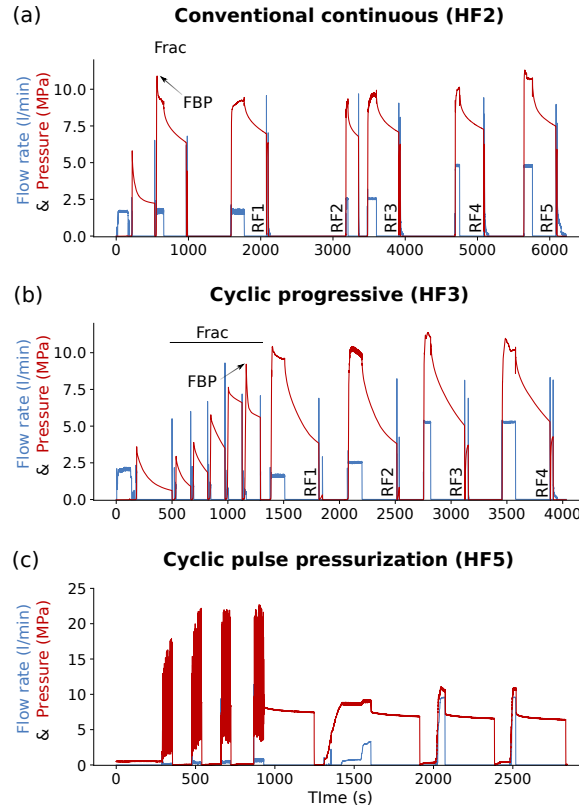 (a)
Conventional continuous (HF2)
Frac
FBP
Flow rate (l/min)
& Pressure (MPa)
10.0
7.5
5.0
2.5
0.0
RF1
RF2
RF3
RF4
RF5
0 1000 2000 3000 4000 5000 6000
(b)
Cyclic progressive (HF3)
Frac
FBP
Flow rate (l/min)
& Pressure (MPa)
10.0
7.5
5.0
2.5
0.0
RF1
RF2
RF3
RF4
0 500 1000 1500 2000 2500 3000 3500 4000
(c)
Cyclic pulse pressurization (HF5)
Flow rate (l/min)
& Pressure (MPa)
25
20
15
10
5
0
0 500 1000 1500 2000 2500
TIme (s)